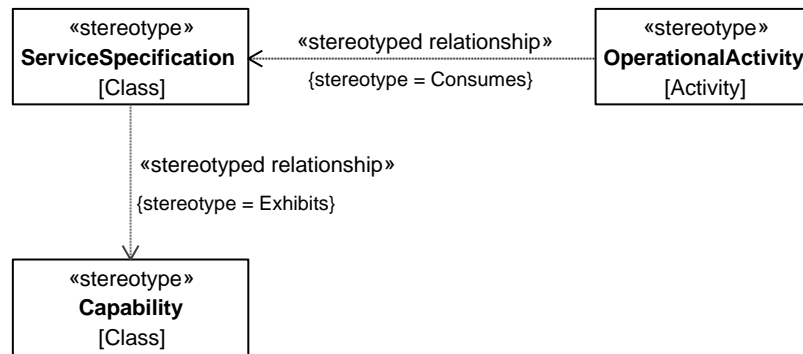 «stereotype»
ServiceSpecification
[Class]
«stereotyped relationship»
{stereotype = Consumes}
«stereotype»
OperationalActivity
[Activity]
«stereotyped relationship»
{stereotype = Exhibits}
«stereotype»
Capability
[Class]